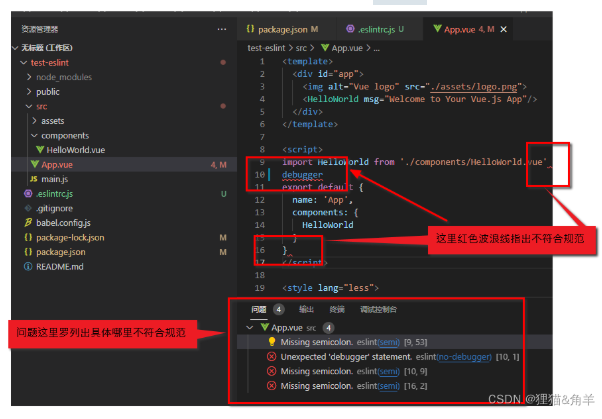 资源管理器
···
package.json M
.eslintrc.js U
App.vue 4, M
无标题 (工作区)
test-eslint > src > App.vue > ...
test-eslint
node_modules
public
src
assets
components
HelloWorld.vue
App.vue 4, M
main.js
.eslintrc.js U
.gitignore
babel.config.js
package-lock.json M
package.json M
README.md
1 <template>
2 <div id="app">
3 <img alt="Vue logo" src="./assets/logo.png">
4 <HelloWorld msg="Welcome to Your Vue.js App"/>
5 </div>
6 </template>
7
8 <script>
9 import HelloWorld from './components/HelloWorld.vue'
10 debugger
11 export default {
12 name: 'App',
13 components: {
14 HelloWorld
15 }
16 }
17 </script>
18
19 <style lang="less">
这里红色波浪线指出不符合规范
问题这里罗列出具体哪里不符合规范
问题 4 输出 终端 调试控制台
App.vue src 4
Missing semicolon. eslint(semi) [9, 53]
Unexpected 'debugger' statement. eslint(no-debugger) [10, 1]
Missing semicolon. eslint(semi) [10, 9]
Missing semicolon. eslint(semi) [16, 2]
CSDN @狸猫&角羊